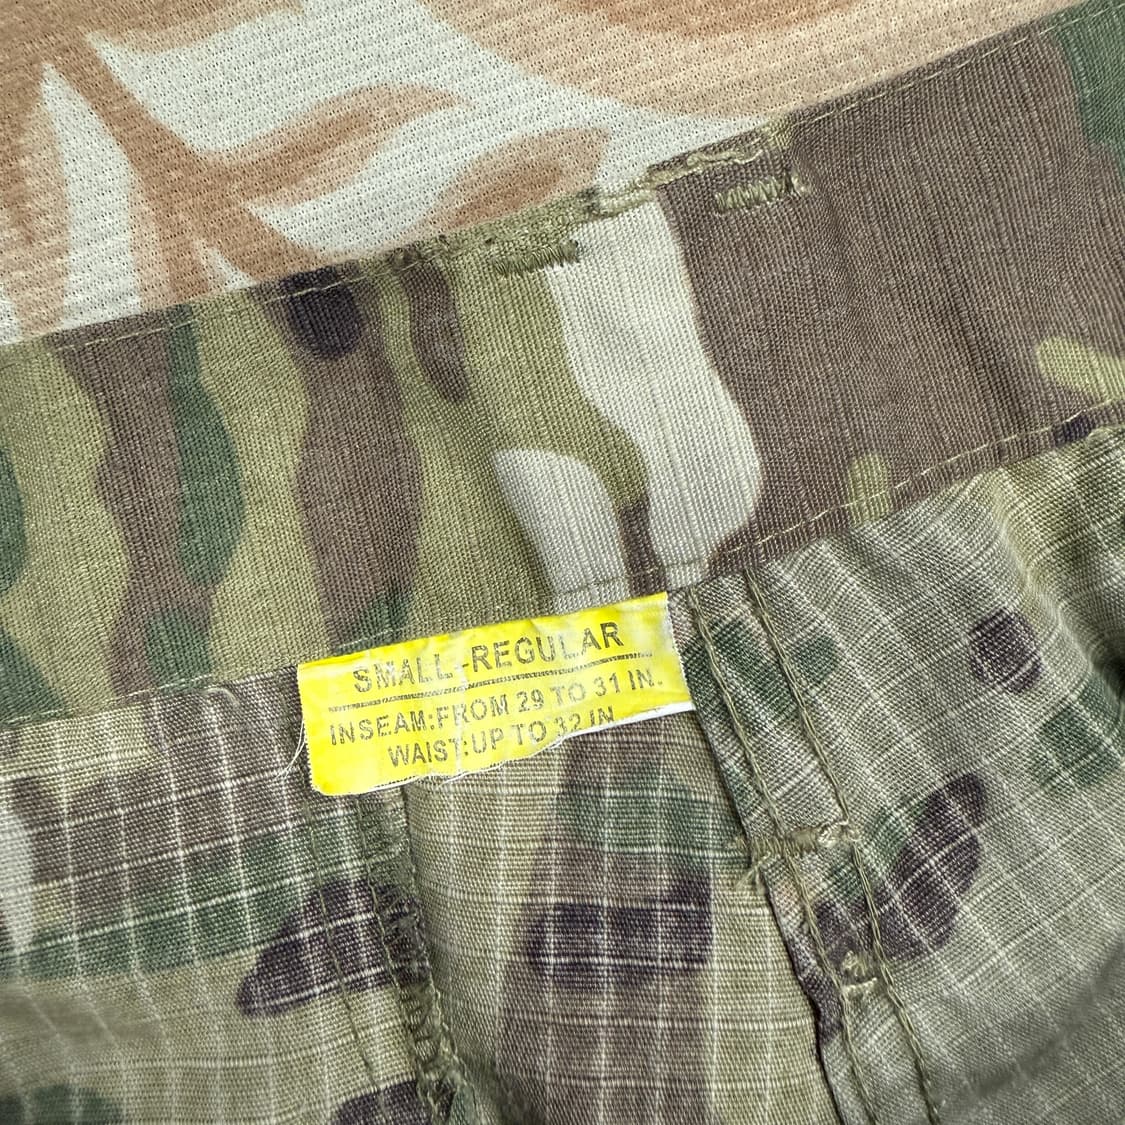 SMALL-REGULAR
INSEAM:FROM 29 TO 31 IN.
WAIST:UP TO 32 IN